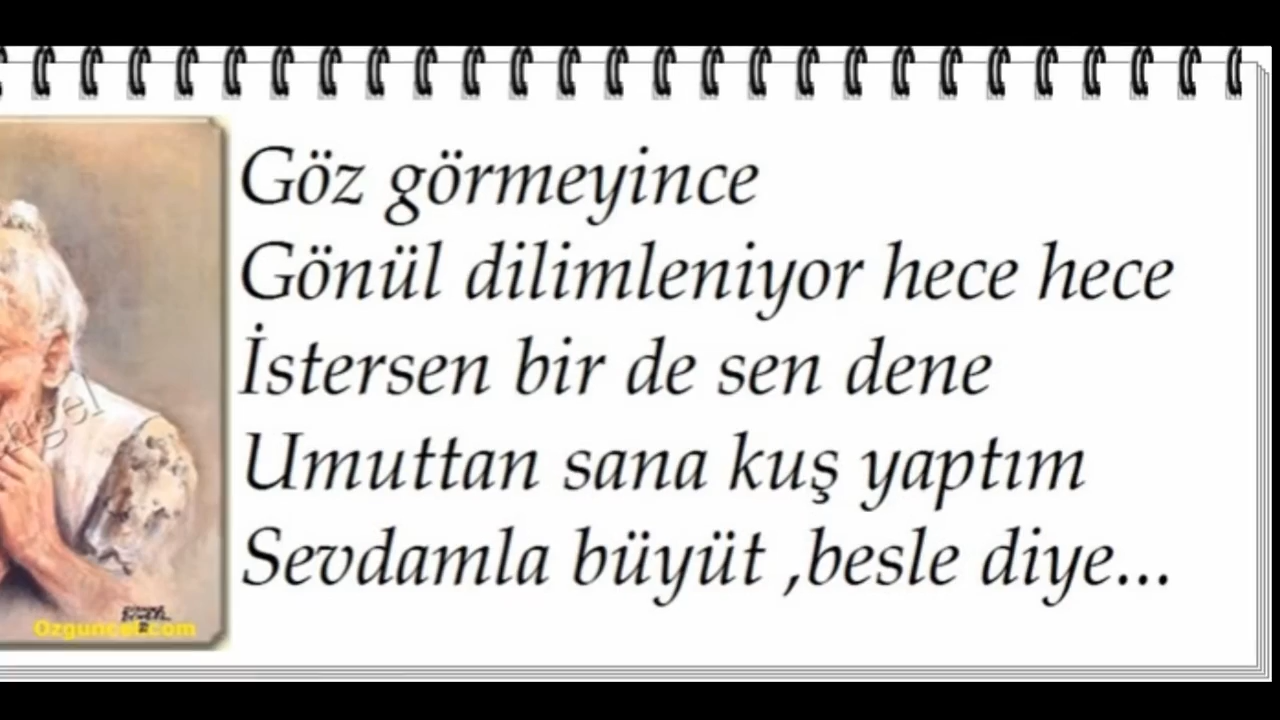 Göz görmeyince
Gönül dilimleniyor hece hece
İstersen bir de sen dene
Umuttan sana kuş yaptım
Sevdamla büyüt ,besle diye...